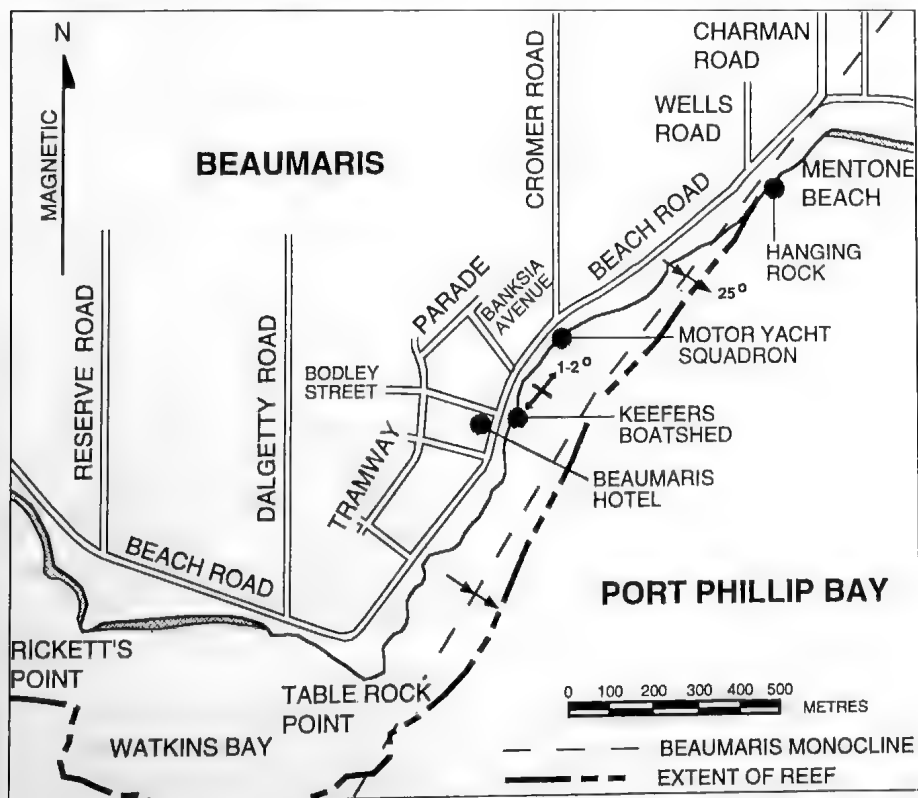 N
MAGNETIC
BEAUMARIS
CROMER ROAD
CHARMAN
ROAD
WELLS
ROAD
MENTONE
BEACH
HANGING
ROCK
BEACH ROAD
25°
MOTOR YACHT
SQUADRON
PARADE
BANKSIA
AVENUE
1-2°
BODLEY
STREET
KEEFERS
BOATSHED
BEAUMARIS
HOTEL
TRAMWAY
RESERVE ROAD
DALGETTY ROAD
BEACH ROAD
PORT PHILLIP BAY
RICKETT'S
POINT
TABLE ROCK
POINT
WATKINS BAY
0 100 200 300 400 500
METRES
BEAUMARIS MONOCLINE
EXTENT OF REEF